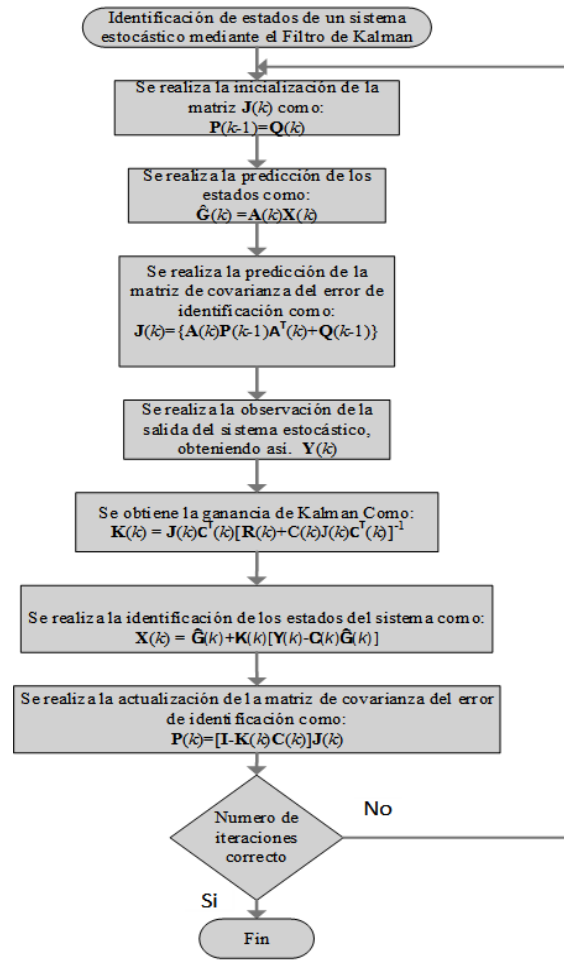 Identificación de estados de un sistema
estocástico mediante el Filtro de Kalman
Se realiza la inicialización de la
matriz J(k) como:
P(k-1)=Q(k)
Se realiza la predicción de los
estados como:
Ĝ(k) =A(k)X(k)
Se realiza la predicción de la
matriz de covarianza del error de
identificación como:
J(k)={A(k)P(k-1)Aᵀ(k)+Q(k-1)}
Se realiza la observación de la
salida del sistema estocástico,
obteniendo así. Y(k)
Se obtiene la ganancia de Kalman Como:
K(k) = J(k)Cᵀ(k)[R(k)+C(k)J(k)Cᵀ(k)]⁻¹
Se realiza la identificación de los estados del sistema como:
X(k) = Ĝ(k)+K(k)[Y(k)-C(k)Ĝ(k)]
Se realiza la actualización de la matriz de covarianza del error
de identificación como:
P(k)=[I-K(k)C(k)]J(k)
Numero de
iteraciones
correcto
No
Si
Fin